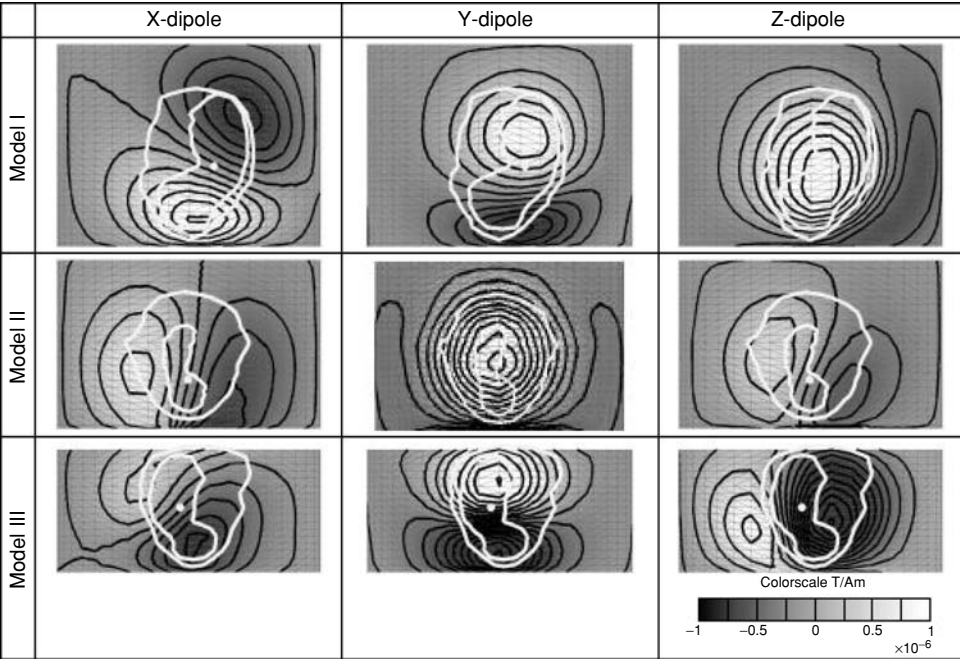 X-dipole
Y-dipole
Z-dipole
Model I
Model II
Model III
Colorscale T/Am
−1 −0.5 0 0.5 1
×10−6